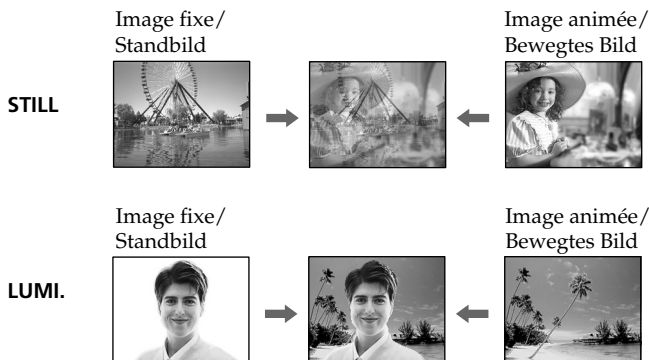 Image fixe/
Standbild
Image animée/
Bewegtes Bild
STILL
Image fixe/
Standbild
Image animée/
Bewegtes Bild
LUMI.